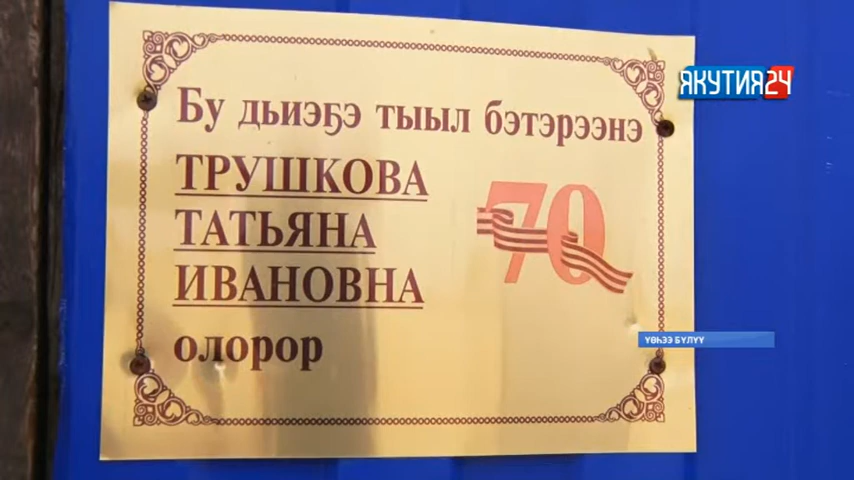 ЯКУТИЯ24
Бу дьиэҕэ тыыл бэтэрээнэ
ТРУШКОВА
ТАТЬЯНА
ИВАНОВНА
олорор
70
ҮӨҺЭЭ БҮЛҮҮ